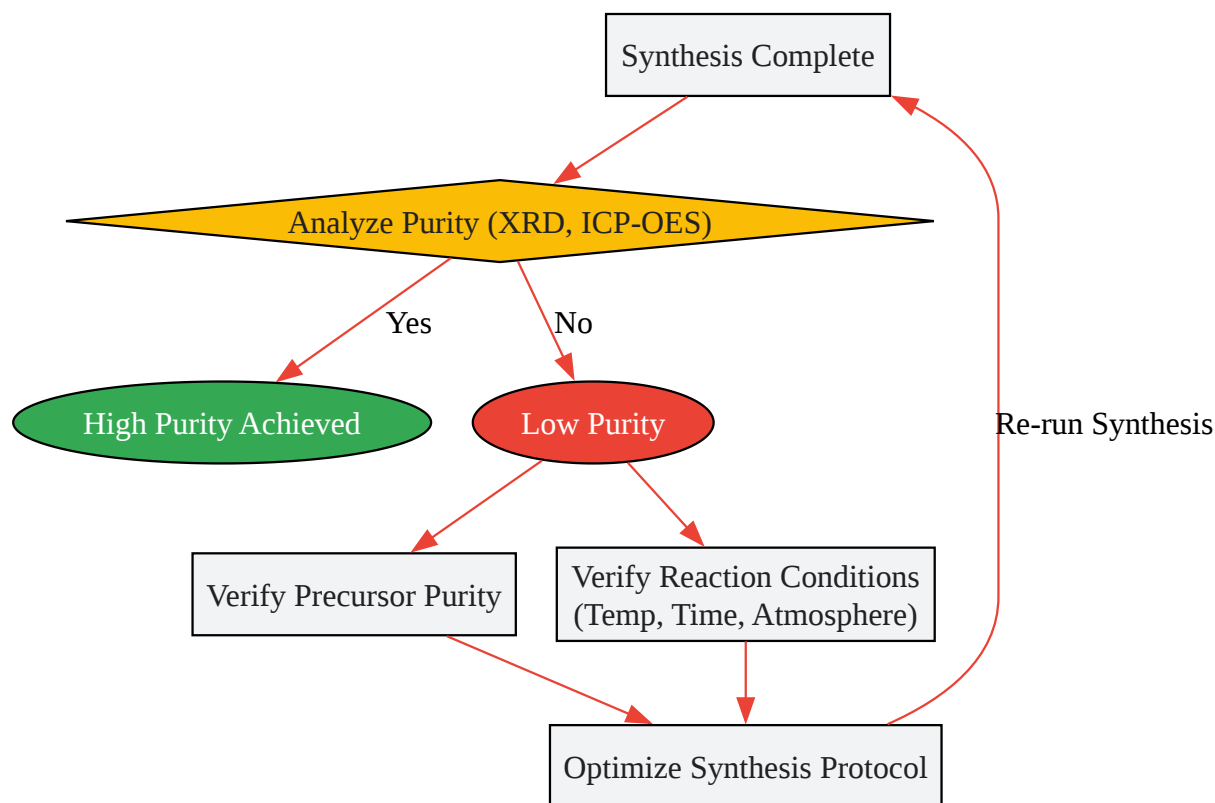 Synthesis Complete
Analyze Purity (XRD, ICP-OES)
Yes
No
High Purity Achieved
Low Purity
Re-run Synthesis
Verify Precursor Purity
Verify Reaction Conditions
(Temp, Time, Atmosphere)
Optimize Synthesis Protocol